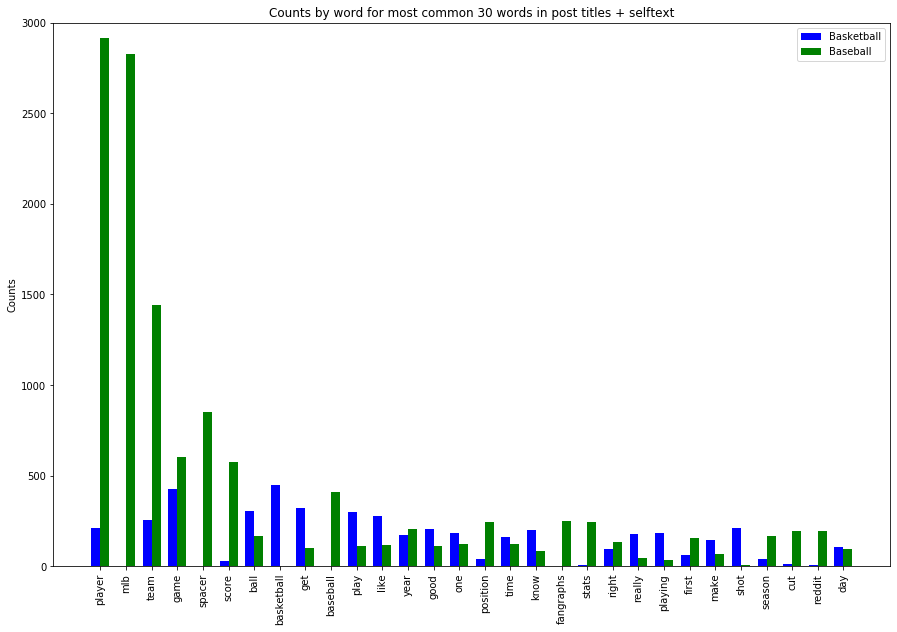 Counts by word for most common 30 words in post titles + selftext
Basketball
Baseball
Counts
3000
2500
2000
1500
1000
500
0
player
mlb
team
game
spacer
score
ball
basketball
get
baseball
play
like
year
good
one
position
time
know
fangraphs
stats
right
really
playing
first
make
shot
season
cut
reddit
day